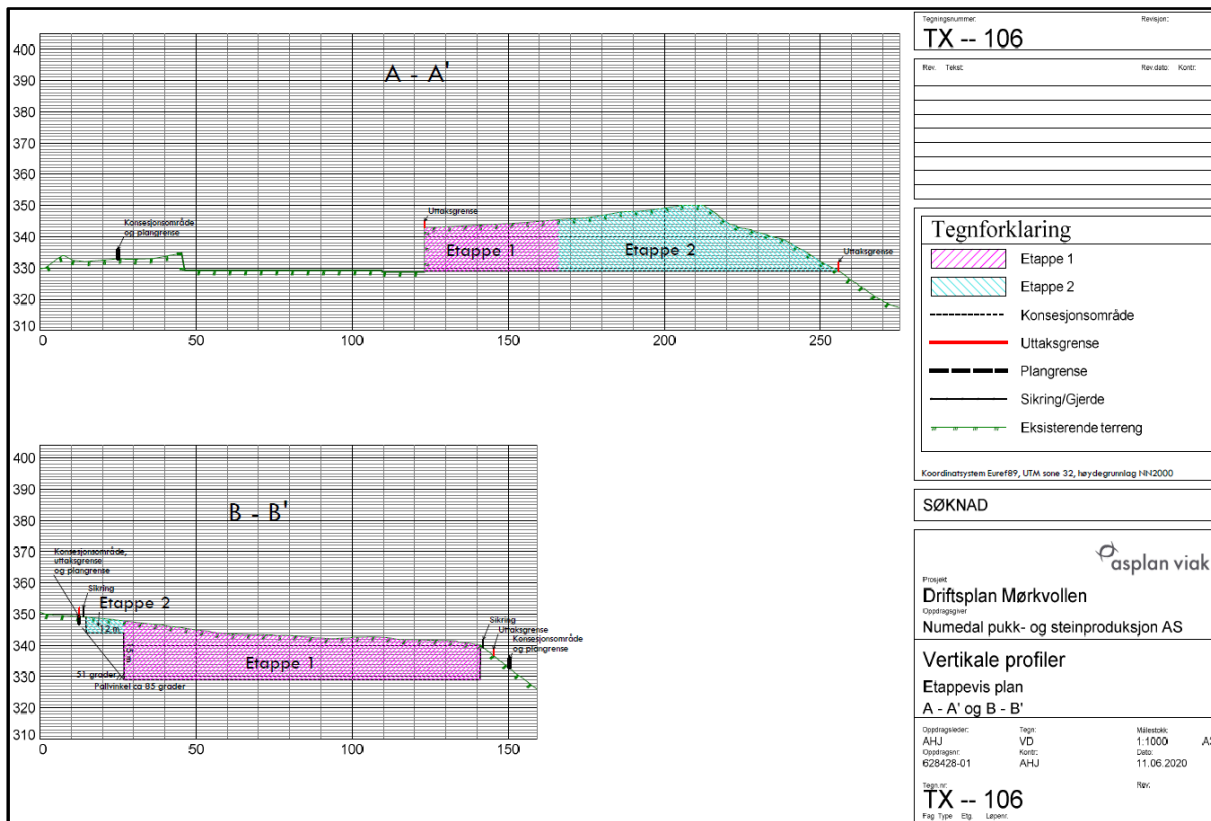 A - A'
400
390
380
370
360
350
340
330
320
310
Konsesjonsområde
og plangrense
Uttaksgrense
Etappe 1
Etappe 2
Uttaksgrense
0
50
100
150
200
250
B - B'
400
390
380
370
360
350
340
330
320
310
Konsesjonsområde,
uttaksgrense
og plangrense
Sikring
Etappe 2
12 m
15 m
Etappe 1
51 grader
Pallvinkel ca 85 grader
Sikring
Uttaksgrense
Konsesjonsområde
og plangrense
0
50
100
150
Tegningsnummer: Revisjon:
TX -- 106
Rev. Tekst: Rev.dato: Kontr:
Tegnforklaring
Etappe 1
Etappe 2
Konsesjonsområde
Uttaksgrense
Plangrense
Sikring/Gjerde
Eksisterende terreng
Koordinatsystem Euref89, UTM sone 32, høydegrunnlag NN2000
SØKNAD
asplan viak
Prosjekt
Driftsplan Mørkvollen
Oppdragsgiver
Numedal pukk- og steinproduksjon AS
Vertikale profiler
Etappevis plan
A - A' og B - B'
Oppdragsleder: Tegn: Målestokk:
AHJ VD 1:1000
Oppdragsnr: Kontr: Dato:
628428-01 AHJ 11.06.2020
Tegn.nr: Rev:
TX -- 106
Fag Type Etg. Løpenr.